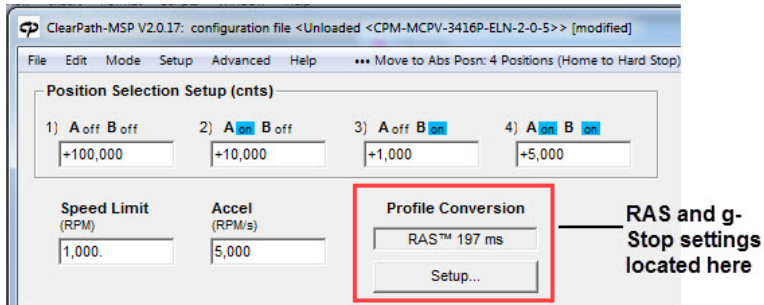 ClearPath-MSP V2.0.17: configuration file <Unloaded <CPM-MCPV-3416P-ELN-2-0-5>> [modified]
File Edit Mode Setup Advanced Help ••• Move to Abs Posn: 4 Positions (Home to Hard Stop)
Position Selection Setup (cnts)
1) A off B off 2) A on B off 3) A off B on 4) A on B on
+100,000 +10,000 +1,000 +5,000
Speed Limit Accel Profile Conversion
(RPM) (RPM/s)
RAS™ 197 ms
1,000. 5,000
Setup...
RAS and g-
Stop settings
located here